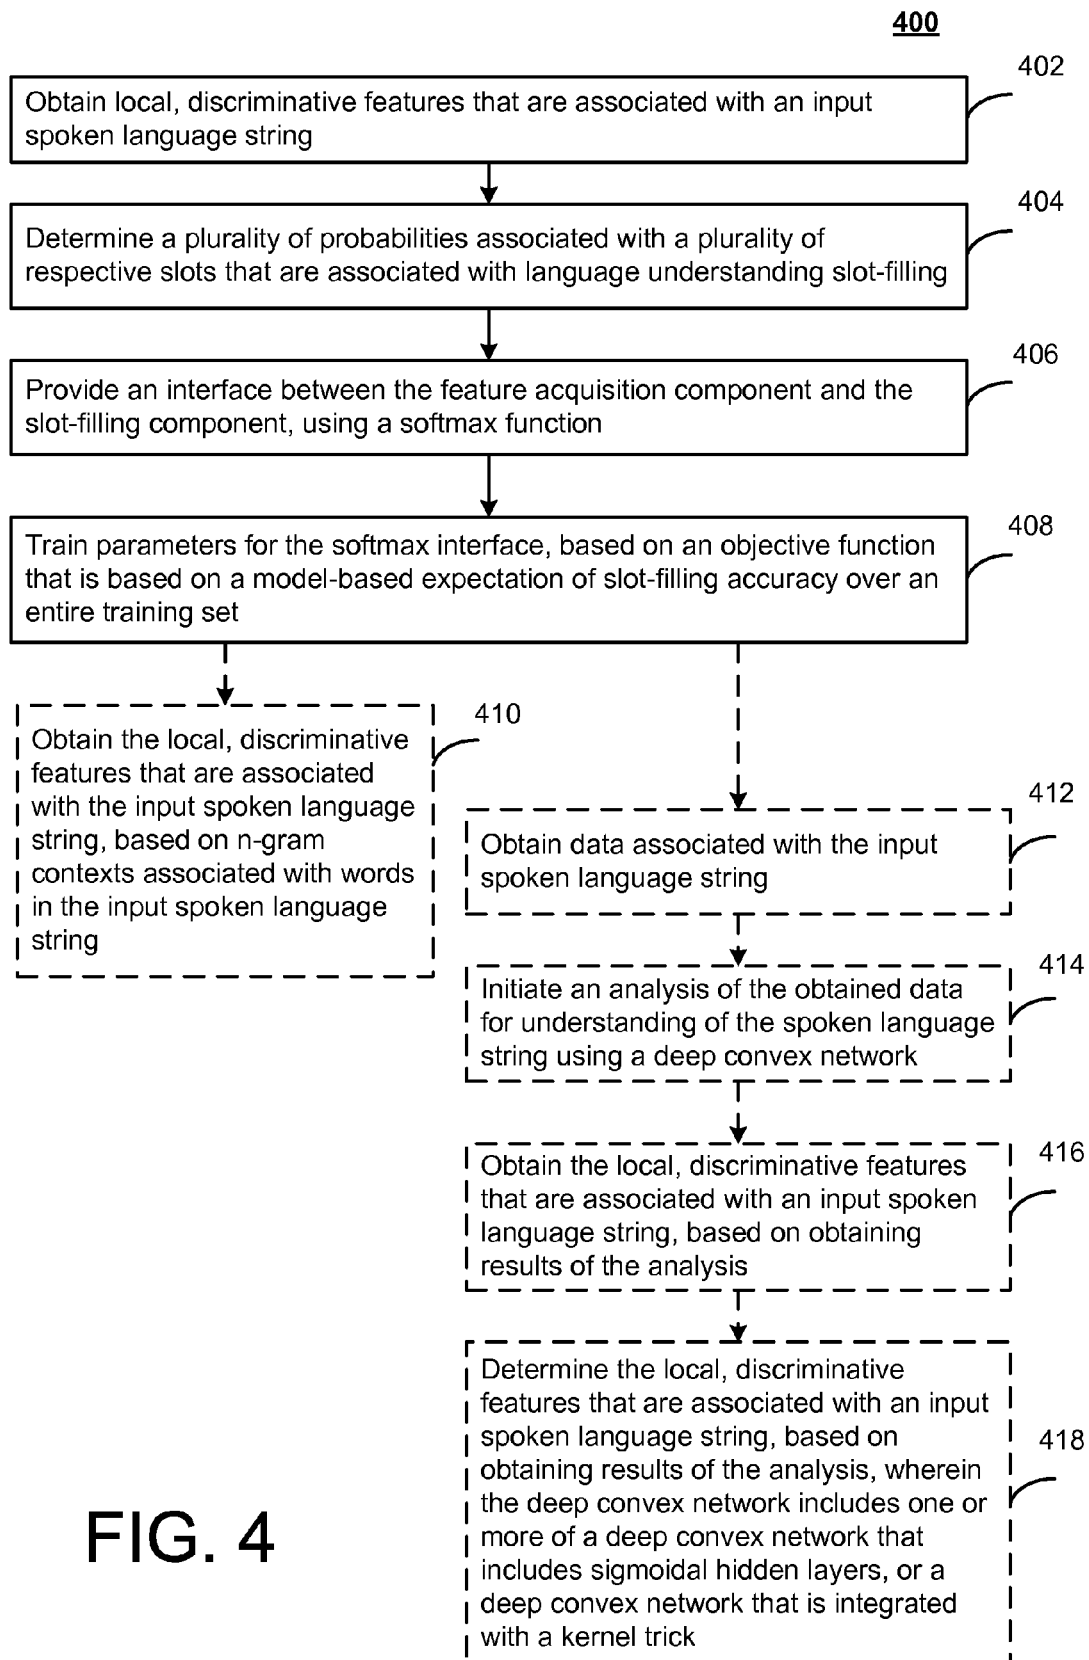 400
402
Obtain local, discriminative features that are associated with an input
spoken language string
404
Determine a plurality of probabilities associated with a plurality of
respective slots that are associated with language understanding slot-filling
406
Provide an interface between the feature acquisition component and the
slot-filling component, using a softmax function
408
Train parameters for the softmax interface, based on an objective function
that is based on a model-based expectation of slot-filling accuracy over an
entire training set
410
Obtain the local, discriminative
features that are associated
with the input spoken language
string, based on n-gram
contexts associated with words
in the input spoken language
string
412
Obtain data associated with the input
spoken language string
414
Initiate an analysis of the obtained data
for understanding of the spoken language
string using a deep convex network
416
Obtain the local, discriminative features
that are associated with an input spoken
language string, based on obtaining
results of the analysis
418
Determine the local, discriminative
features that are associated with an input
spoken language string, based on
obtaining results of the analysis, wherein
the deep convex network includes one or
more of a deep convex network that
includes sigmoidal hidden layers, or a
deep convex network that is integrated
with a kernel trick
FIG. 4